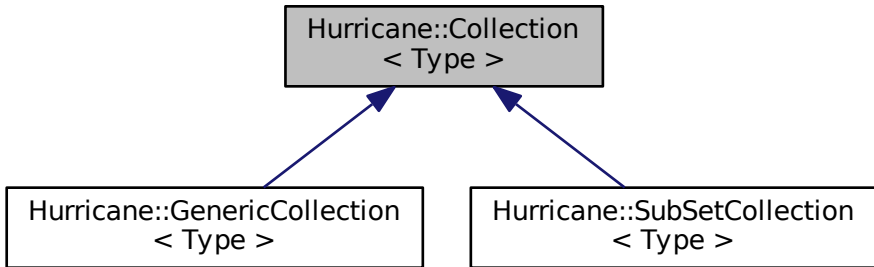 Hurricane::Collection
< Type >
Hurricane::GenericCollection
< Type >
Hurricane::SubSetCollection
< Type >